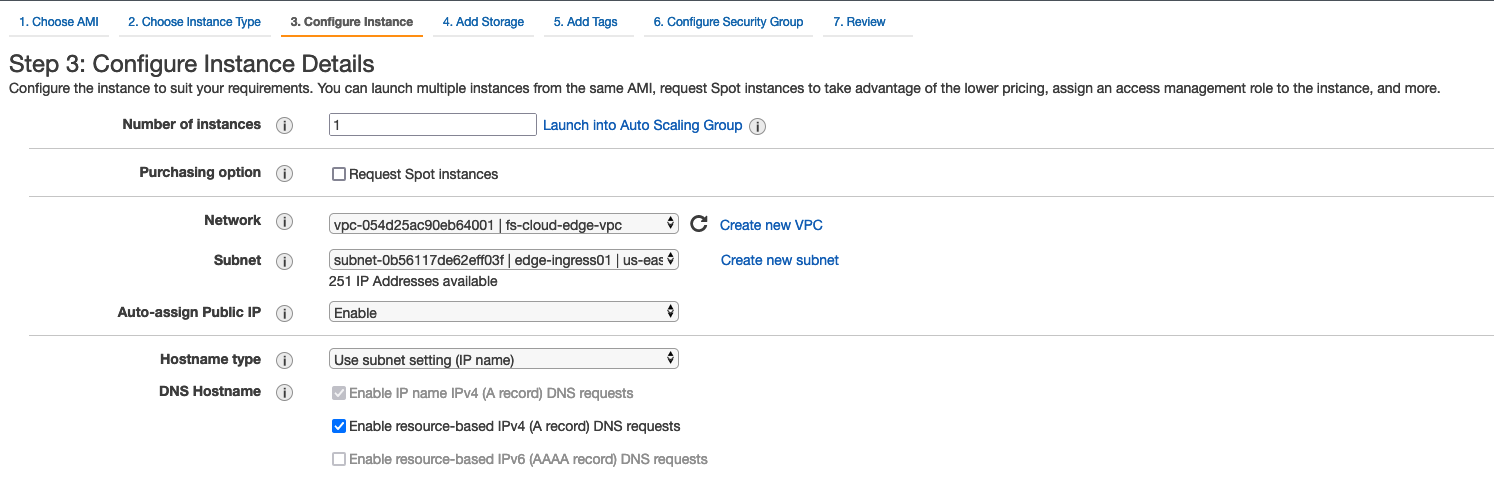 1. Choose AMI 2. Choose Instance Type 3. Configure Instance 4. Add Storage 5. Add Tags 6. Configure Security Group 7. Review
Step 3: Configure Instance Details
Configure the instance to suit your requirements. You can launch multiple instances from the same AMI, request Spot instances to take advantage of the lower pricing, assign an access management role to the instance, and more.
Number of instances i 1 Launch into Auto Scaling Group i
Purchasing option i Request Spot instances
Network i vpc-054d25ac90eb64001 | fs-cloud-edge-vpc Create new VPC
Subnet i subnet-0b56117de62eff03f | edge-ingress01 | us-eas Create new subnet
251 IP Addresses available
Auto-assign Public IP i Enable
Hostname type i Use subnet setting (IP name)
DNS Hostname i Enable IP name IPv4 (A record) DNS requests
Enable resource-based IPv4 (A record) DNS requests
Enable resource-based IPv6 (AAAA record) DNS requests